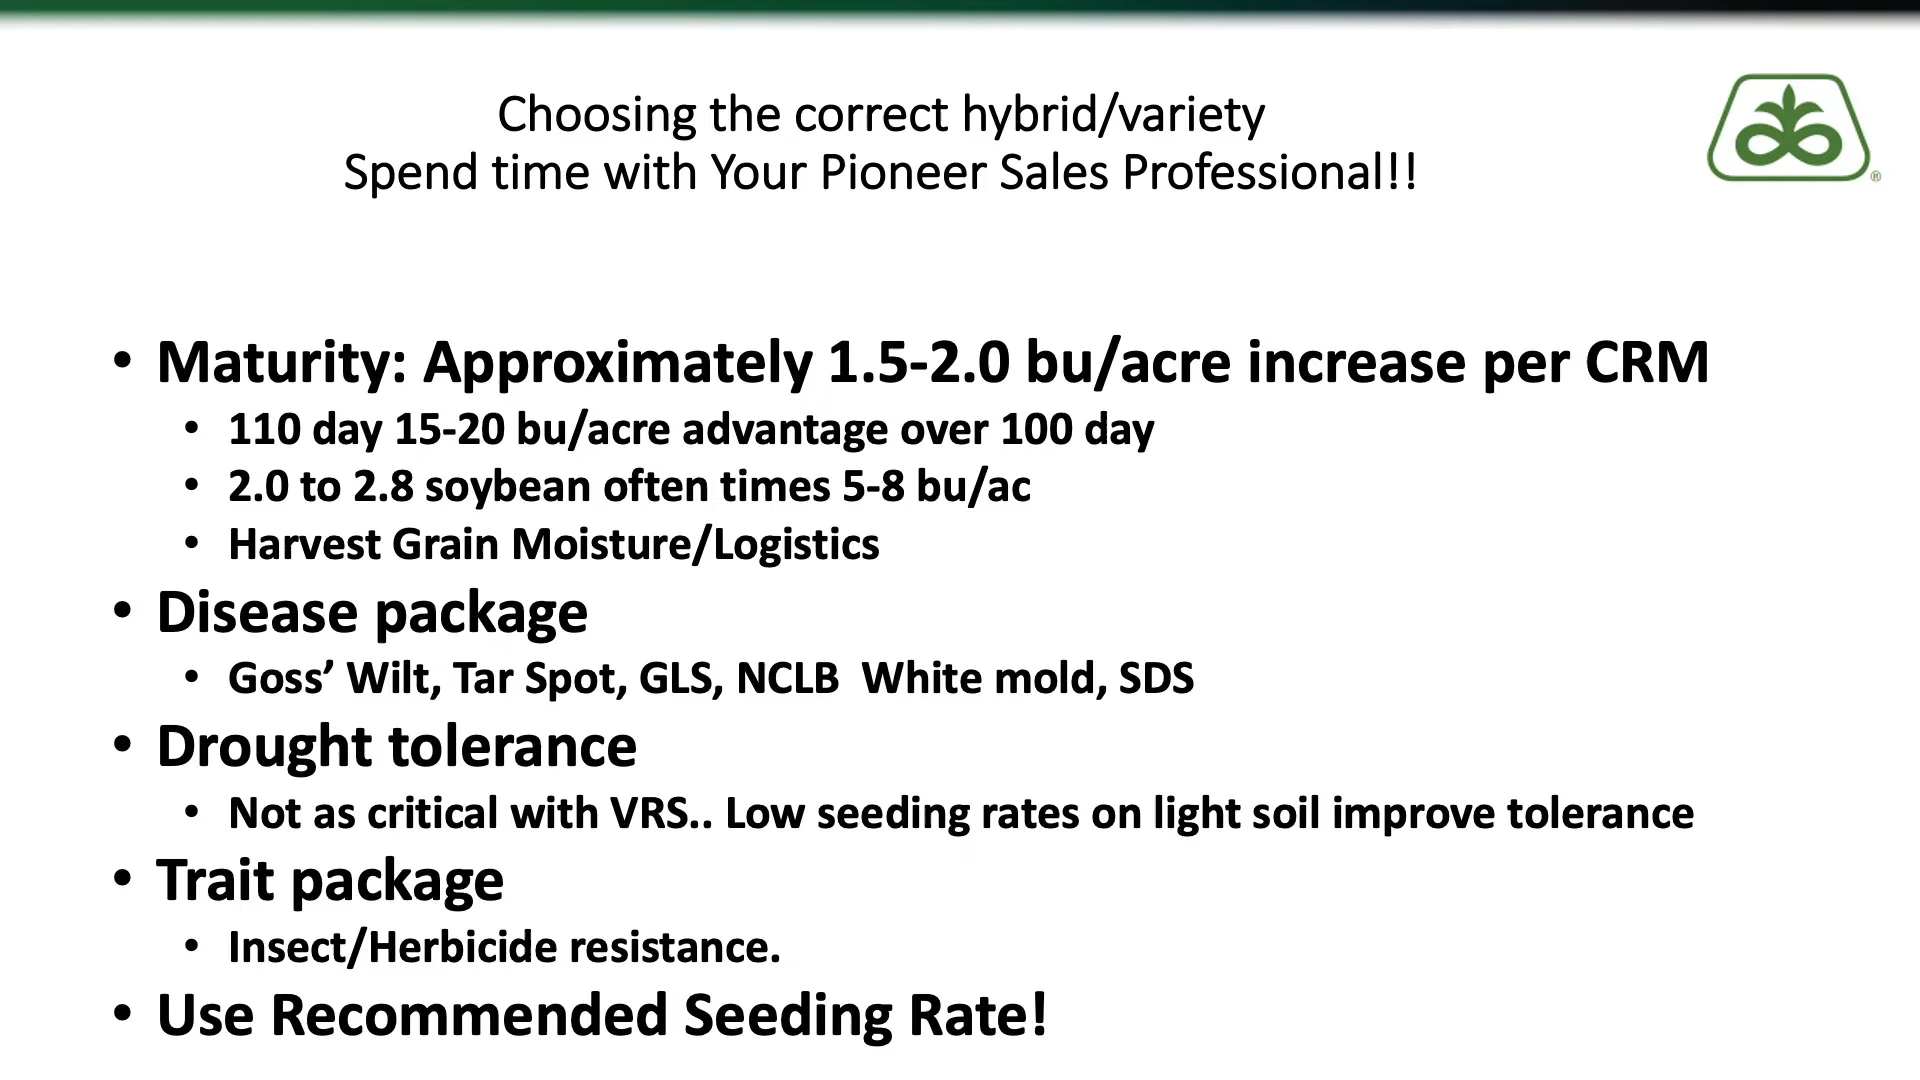 Choosing the correct hybrid/variety
Spend time with Your Pioneer Sales Professional!!
®
• Maturity: Approximately 1.5-2.0 bu/acre increase per CRM
• 110 day 15-20 bu/acre advantage over 100 day
• 2.0 to 2.8 soybean often times 5-8 bu/ac
• Harvest Grain Moisture/Logistics
• Disease package
• Goss’ Wilt, Tar Spot, GLS, NCLB  White mold, SDS
• Drought tolerance
• Not as critical with VRS.. Low seeding rates on light soil improve tolerance
• Trait package
• Insect/Herbicide resistance.
• Use Recommended Seeding Rate!